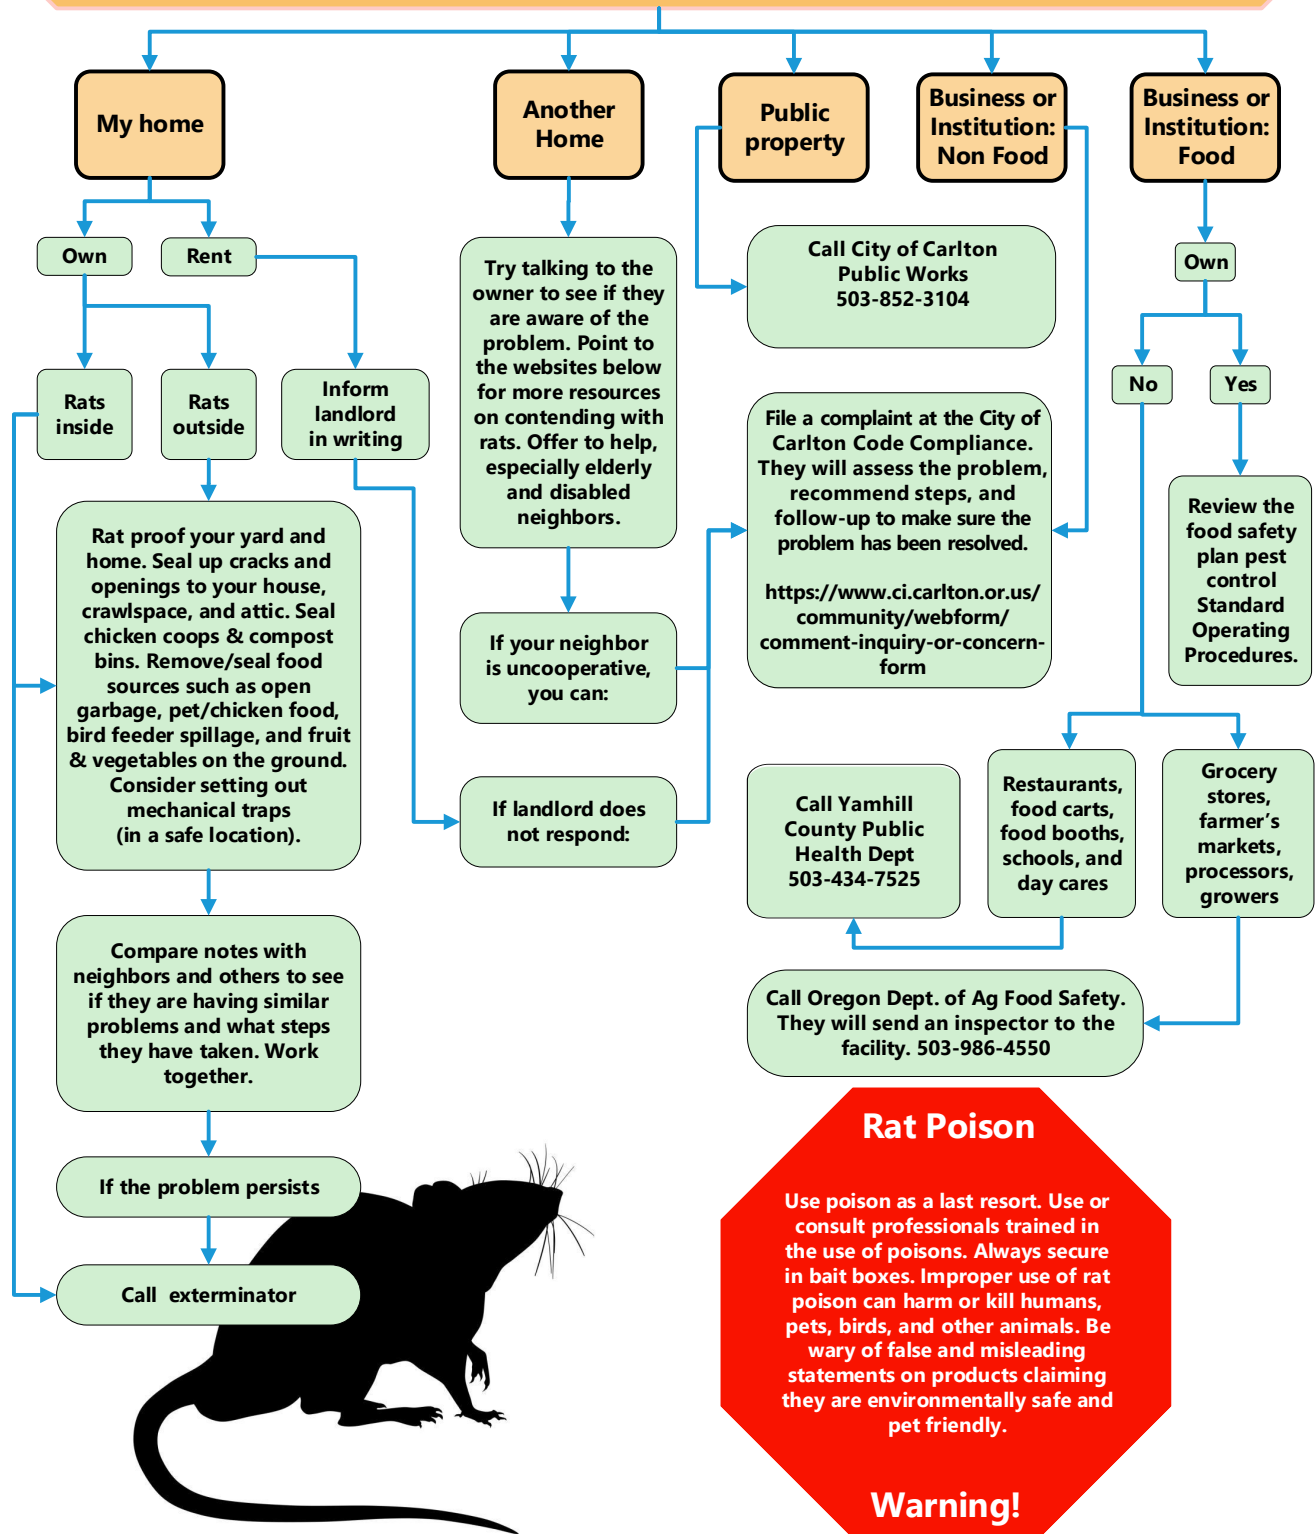 My home
Another
Home
Public
property
Business or
Institution:
Non Food
Business or
Institution:
Food
Own
Rent
Rats
inside
Rats
outside
Inform
landlord
in writing
Rat proof your yard and
home. Seal up cracks and
openings to your house,
crawlspace, and attic. Seal
chicken coops & compost
bins. Remove/seal food
sources such as open
garbage, pet/chicken food,
bird feeder spillage, and fruit
& vegetables on the ground.
Consider setting out
mechanical traps
(in a safe location).
Compare notes with
neighbors and others to see
if they are having similar
problems and what steps
they have taken. Work
together.
If the problem persists
Call exterminator
Try talking to the
owner to see if they
are aware of the
problem. Point to
the websites below
for more resources
on contending with
rats. Offer to help,
especially elderly
and disabled
neighbors.
If your neighbor
is uncooperative,
you can:
If landlord does
not respond:
Call City of Carlton
Public Works
503-852-3104
File a complaint at the City of
Carlton Code Compliance.
They will assess the problem,
recommend steps, and
follow-up to make sure the
problem has been resolved.
https://www.ci.carlton.or.us/
community/webform/
comment-inquiry-or-concern-
form
Own
No
Yes
Review the
food safety
plan pest
control
Standard
Operating
Procedures.
Restaurants,
food carts,
food booths,
schools, and
day cares
Grocery
stores,
farmer’s
markets,
processors,
growers
Call Yamhill
County Public
Health Dept
503-434-7525
Call Oregon Dept. of Ag Food Safety.
They will send an inspector to the
facility. 503-986-4550
Rat Poison
Use poison as a last resort. Use or
consult professionals trained in
the use of poisons. Always secure
in bait boxes. Improper use of rat
poison can harm or kill humans,
pets, birds, and other animals. Be
wary of false and misleading
statements on products claiming
they are environmentally safe and
pet friendly.
Warning!